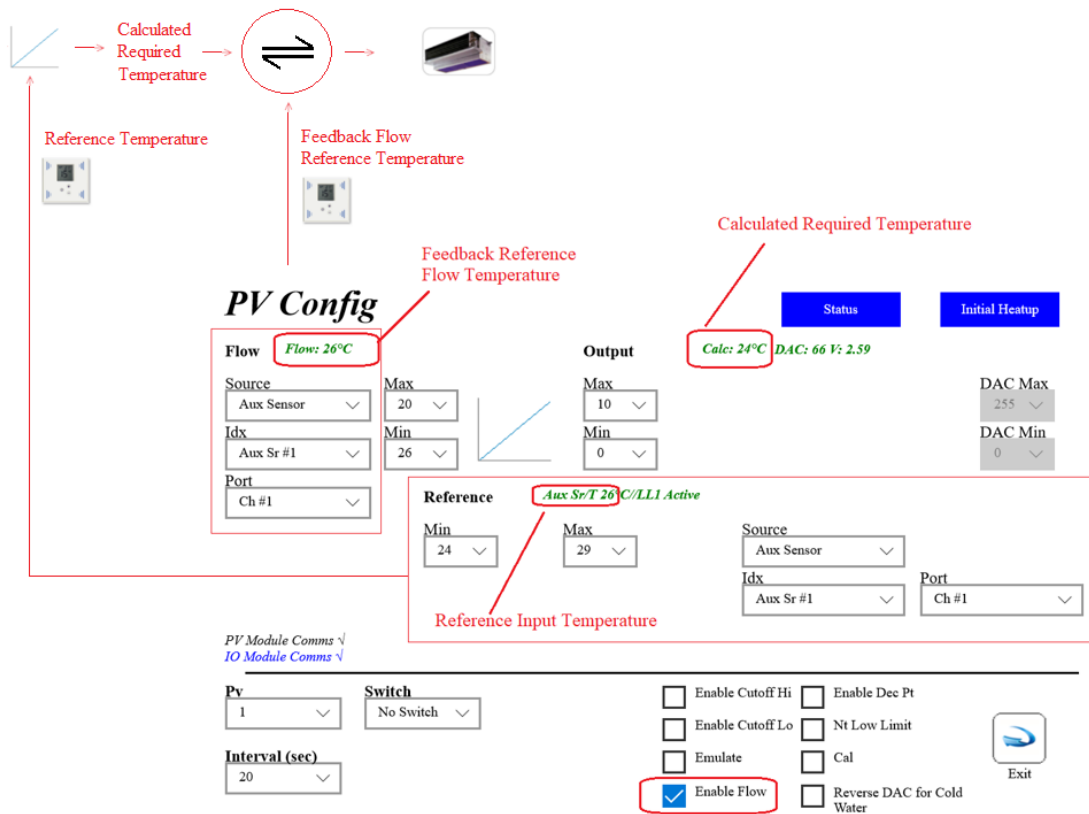 Calculated
Required
Temperature
Reference Temperature
Feedback Flow
Reference Temperature
Calculated Required Temperature
Feedback Reference
Flow Temperature
PV Config
Status
Initial Heatup
Flow
Flow: 26°C
Output
Calc: 24°C DAC: 66 V: 2.59
Source
Max
Max
DAC Max
Aux Sensor
20
10
255
Idx
Min
Min
DAC Min
Aux Sr #1
26
0
0
Port
Ch #1
Reference
Aux Sr/T 26°C//LL1 Active
Min
Max
Source
24
29
Aux Sensor
Idx
Port
Aux Sr #1
Ch #1
Reference Input Temperature
PV Module Comms √
IO Module Comms √
Pv
Switch
1
No Switch
Interval (sec)
20
Enable Cutoff Hi
Enable Dec Pt
Enable Cutoff Lo
Nt Low Limit
Emulate
Cal
Enable Flow
Reverse DAC for Cold
Water
Exit